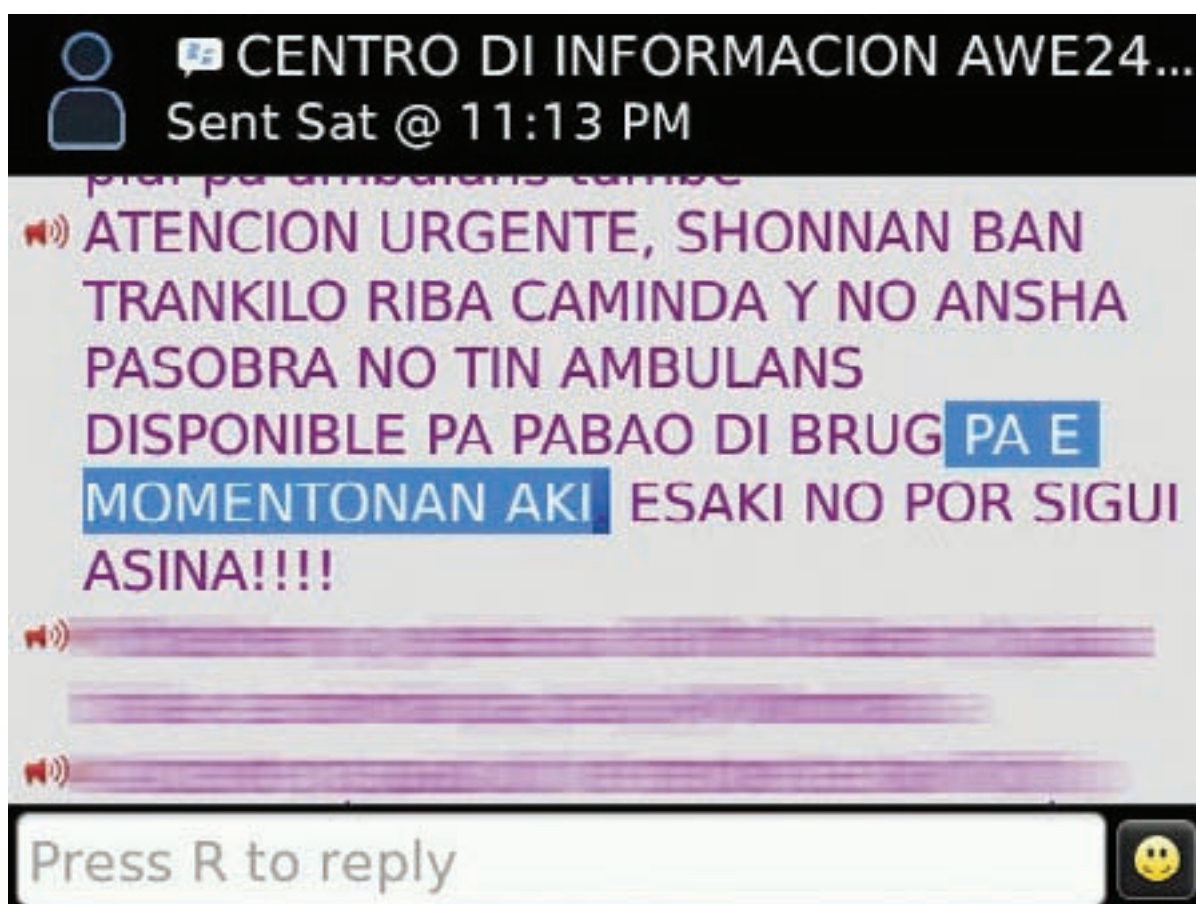 CENTRO DI INFORMACION AWE24...
Sent Sat @ 11:13 PM
ATENCION URGENTE, SHONNAN BAN
TRANKILO RIBA CAMINDA Y NO ANSHA
PASOBRA NO TIN AMBULANS
DISPONIBLE PA PABAO DI BRUG PA E
MOMENTONAN AKI, ESAKI NO POR SIGUI
ASINA!!!!
Press R to reply